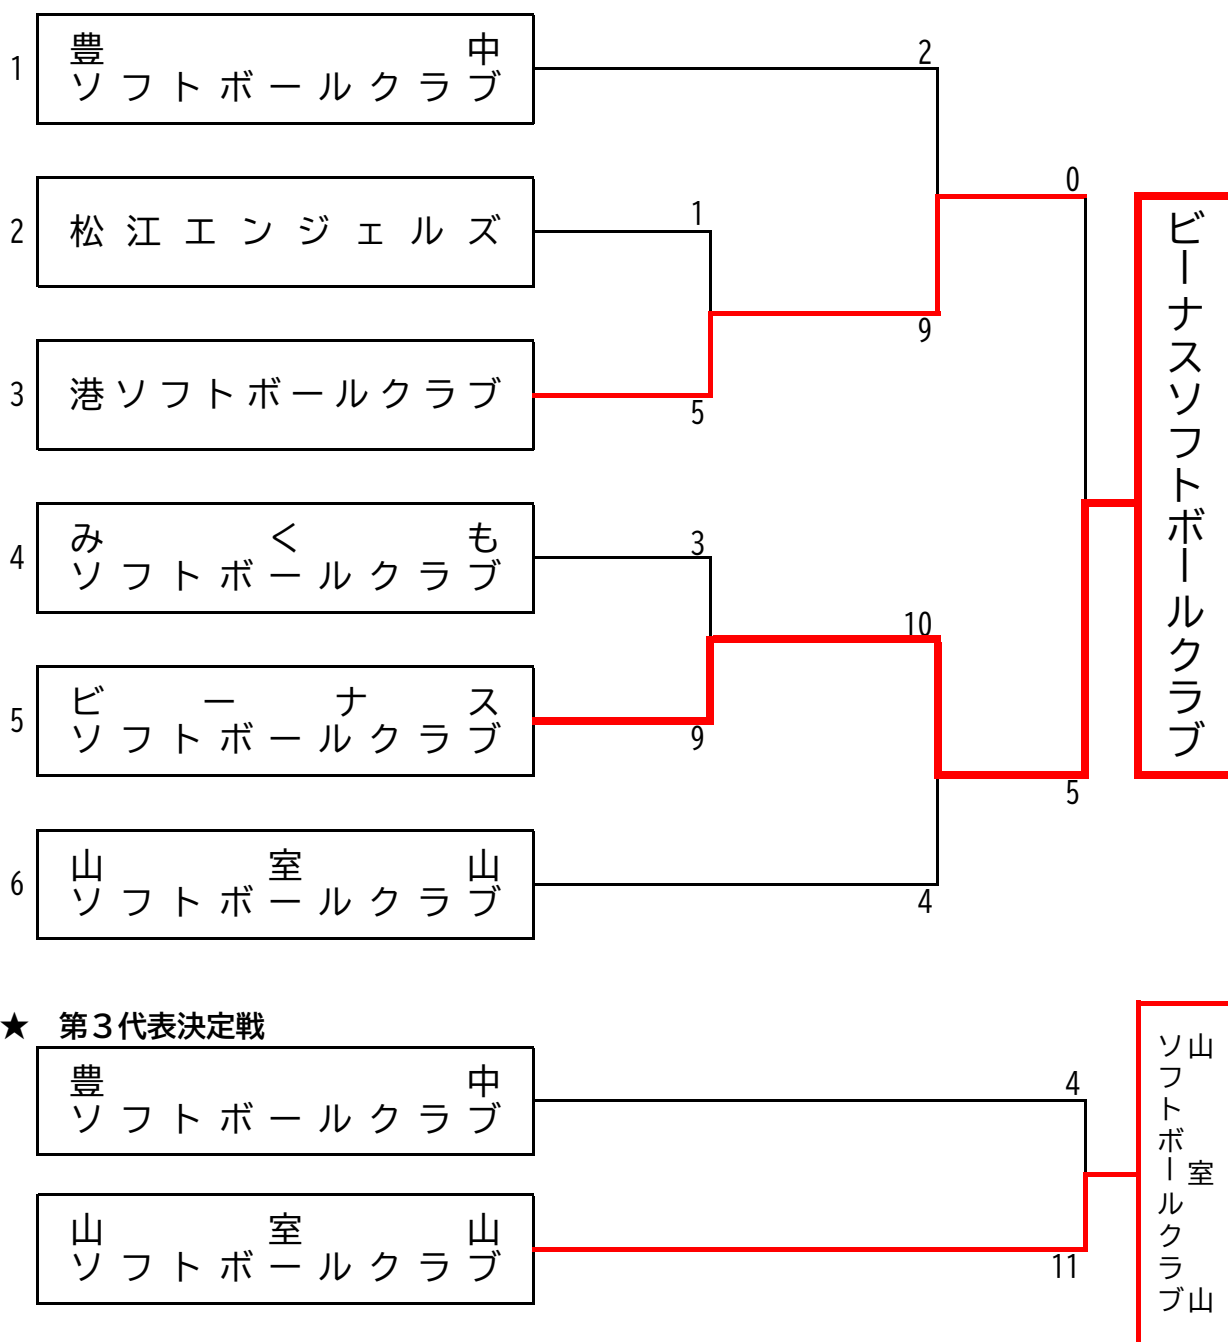 1
豊中
ソフトボールクラブ
2
0
2
松江エンジェルズ
1
9
3
港ソフトボールクラブ
5
4
みくも
ソフトボールクラブ
3
10
5
ビーナス
ソフトボールクラブ
9
5
6
山室山
ソフトボールクラブ
4
ビーナスソフトボールクラブ
★ 第３代表決定戦
豊中
ソフトボールクラブ
4
山室山
ソフトボールクラブ
11
山室山
ソフトボールクラブ